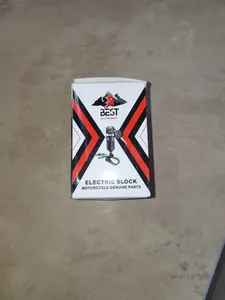 BEST
ELECTRIC SLOCK
MOTORCYCLE GENUINE PARTS